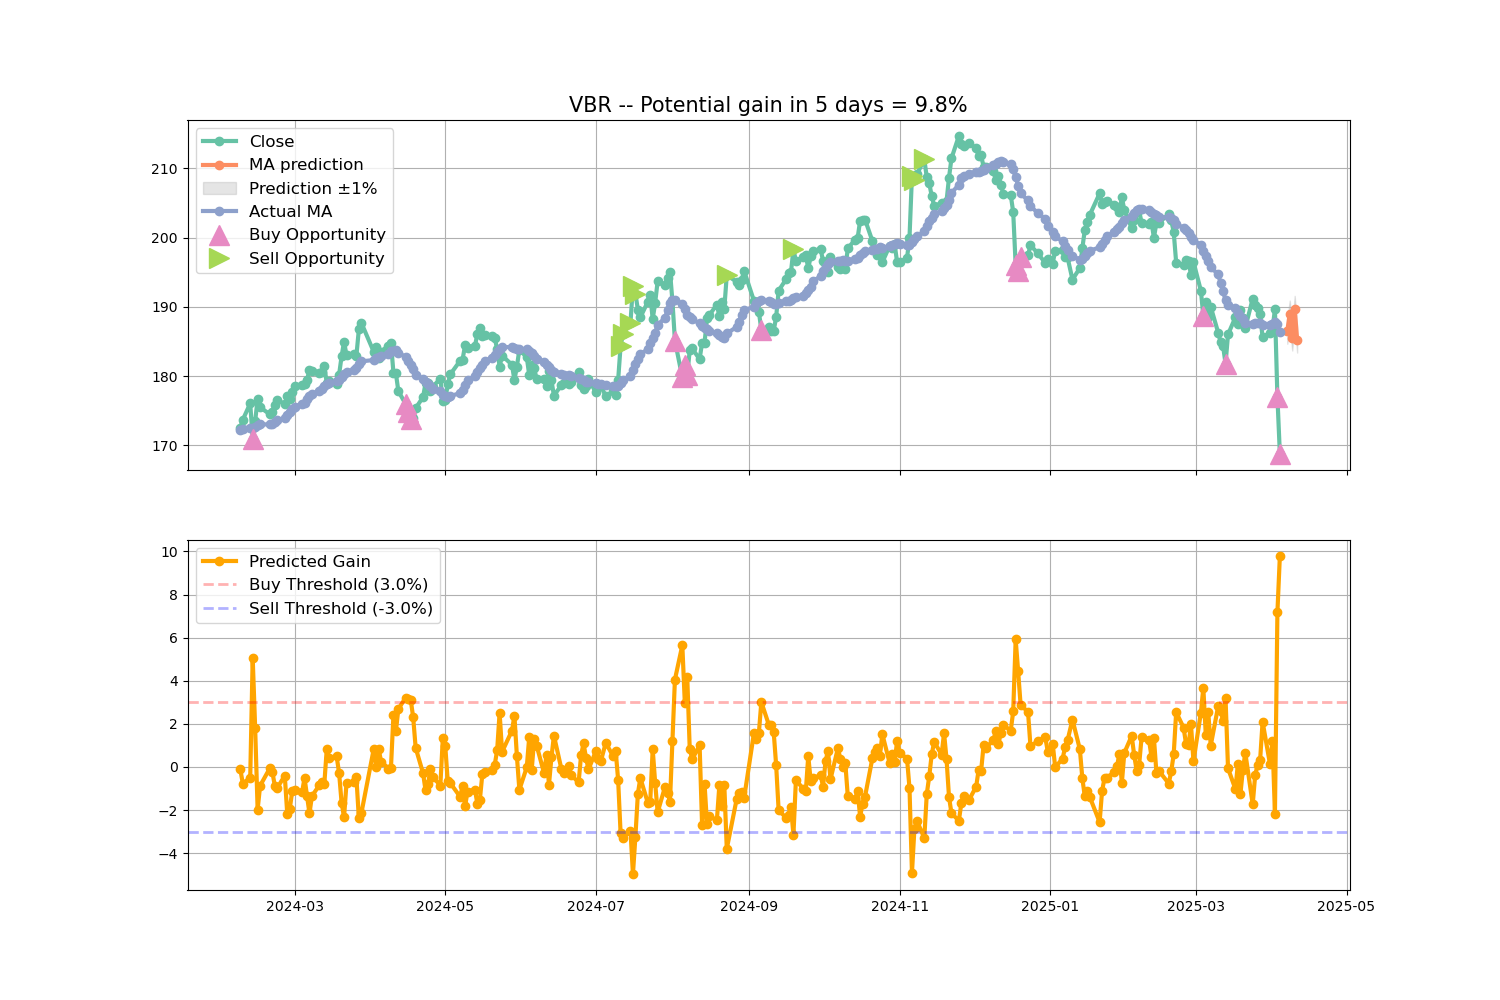 VBR -- Potential gain in 5 days = 9.8%
Close
MA prediction
Prediction ±1%
Actual MA
Buy Opportunity
Sell Opportunity
210
200
190
180
170
Predicted Gain
Buy Threshold (3.0%)
Sell Threshold (-3.0%)
10
8
6
4
2
0
−2
−4
2024-03 2024-05 2024-07 2024-09 2024-11 2025-01 2025-03 2025-05